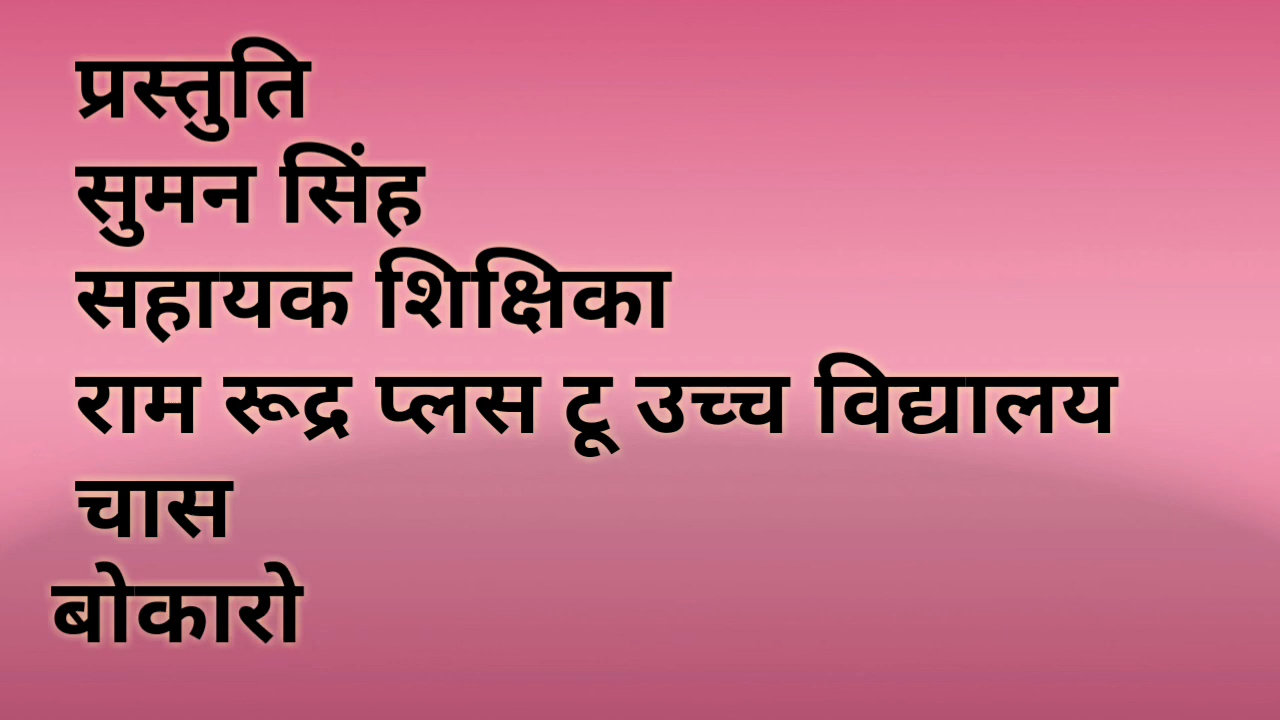 प्रस्तुति
सुमन सिंह
सहायक शिक्षिका
राम रूद्र प्लस टू उच्च विद्यालय
चास
बोकारो